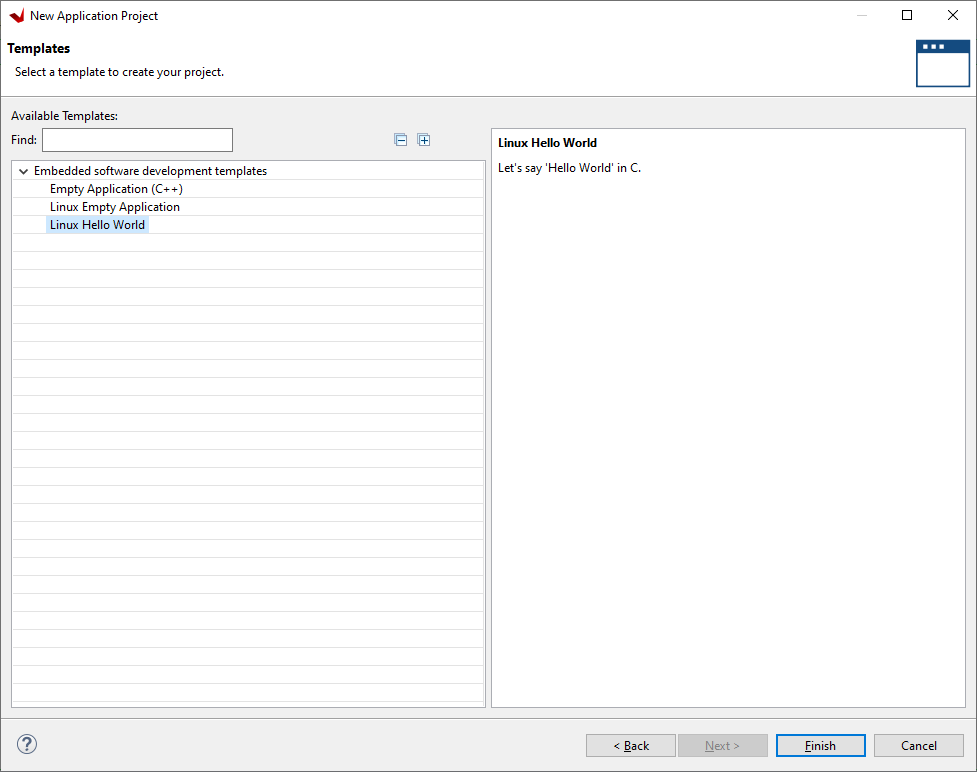 New Application Project
Templates
Select a template to create your project.
Available Templates:
Find:
Embedded software development templates
Empty Application (C++)
Linux Empty Application
Linux Hello World
Linux Hello World
Let's say 'Hello World' in C.
?
< Back
Next >
Finish
Cancel